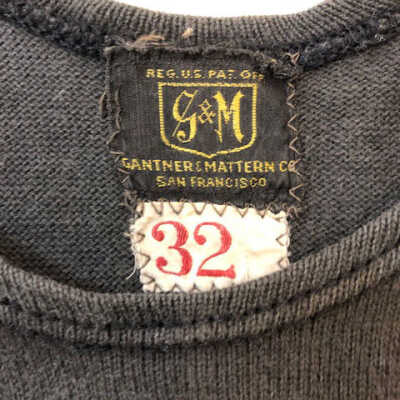 REG. U.S. PAT. OFF
G&M
GANTNER & MATTERN CO
SAN FRANCISCO
32